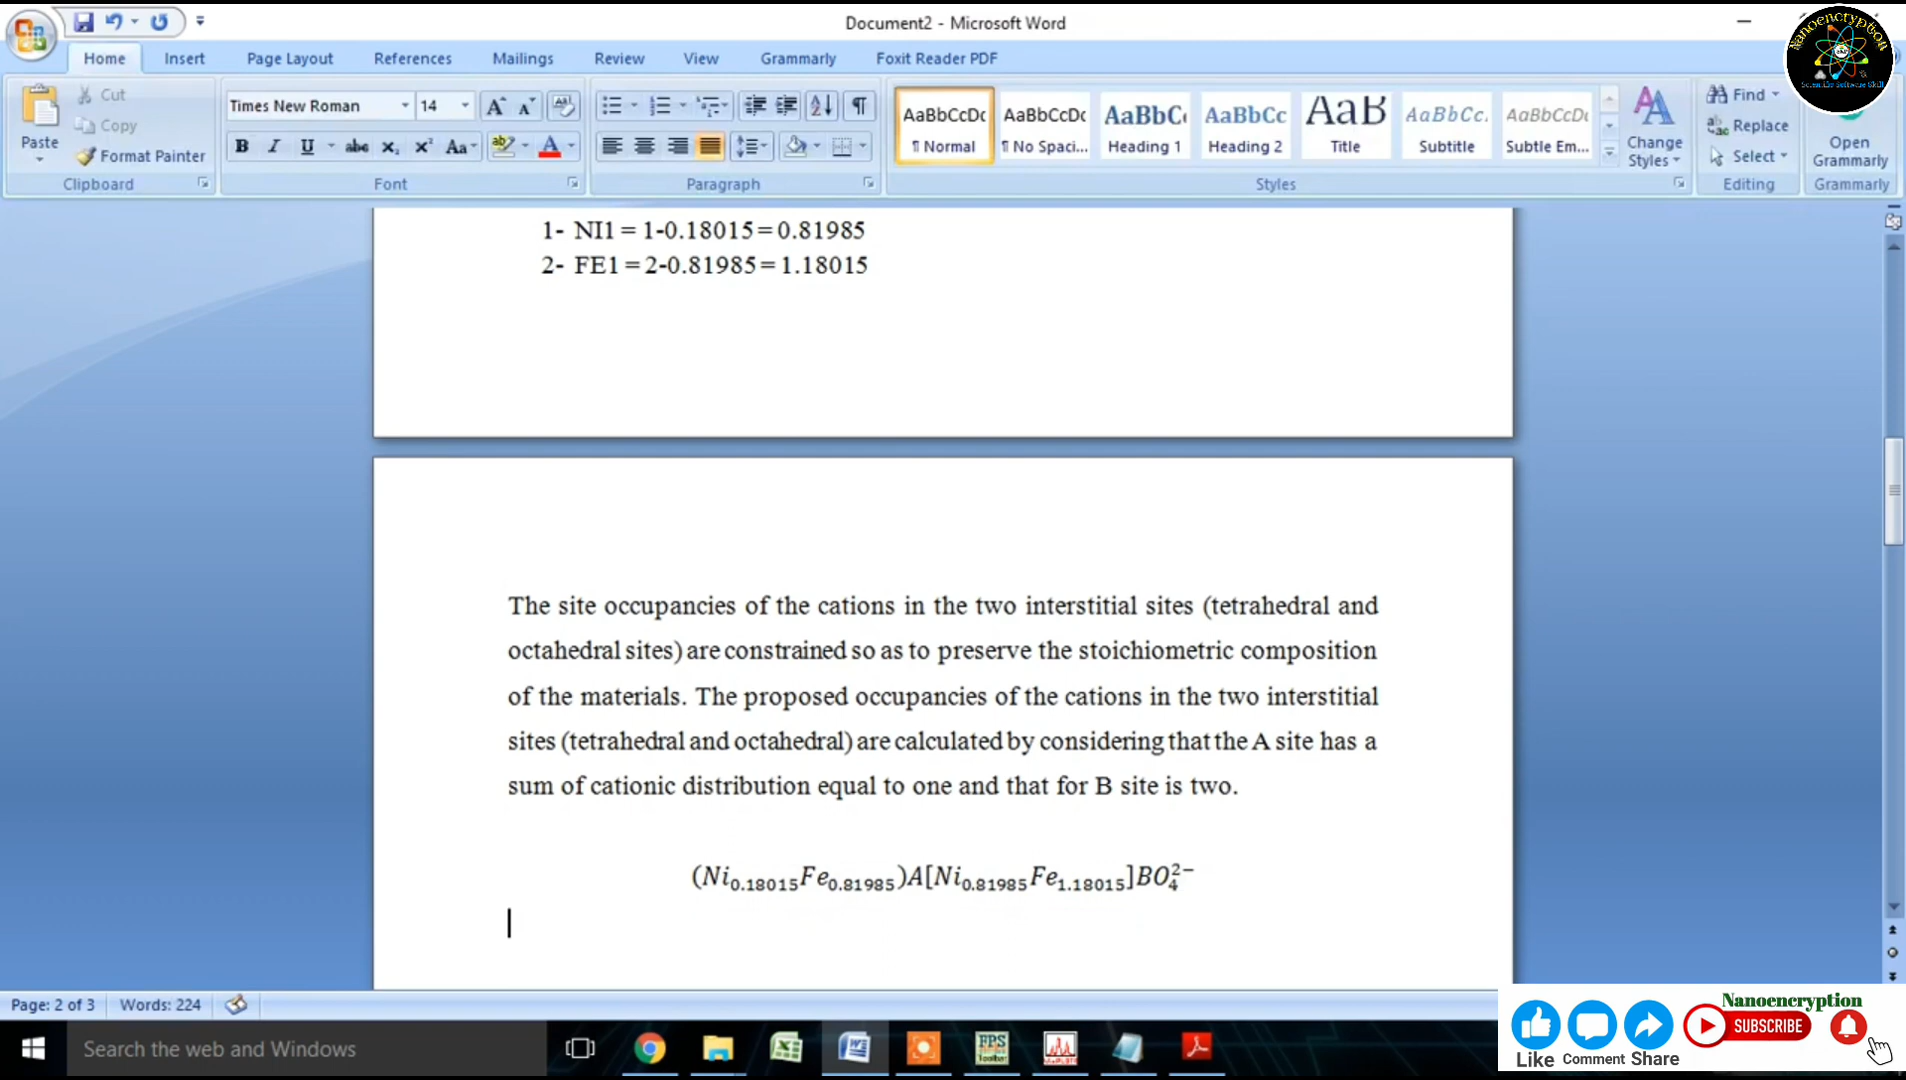 Document2 - Microsoft Word
Nanoencryption
Scientific Software Skill
Home Insert Page Layout References Mailings Review View Grammarly Foxit Reader PDF
Paste
Cut
Copy
Format Painter
Clipboard
Times New Roman 14
Font
Paragraph
AaBbCcDc AaBbCcDc AaBbC AaBbCc AaB AaBbCc. AaBbCcDc
¶ Normal ¶ No Spaci... Heading 1 Heading 2 Title Subtitle Subtle Em...
Change Styles
Styles
Find
Replace
Select
Editing
Open Grammarly
Grammarly
1- NI1 = 1-0.18015= 0.81985
2- FE1 = 2-0.81985= 1.18015
The site occupancies of the cations in the two interstitial sites (tetrahedral and
octahedral sites) are constrained so as to preserve the stoichiometric composition
of the materials. The proposed occupancies of the cations in the two interstitial
sites (tetrahedral and octahedral) are calculated by considering that the A site has a
sum of cationic distribution equal to one and that for B site is two.
(Ni₀.₁₈₀₁₅Fe₀.₈₁₉₈₅)A[Ni₀.₈₁₉₈₅Fe₁.₁₈₀₁₅]BO₄²⁻
Page: 2 of 3 Words: 224
Search the web and Windows
FPS
Nanoencryption
SUBSCRIBE
Like Comment Share